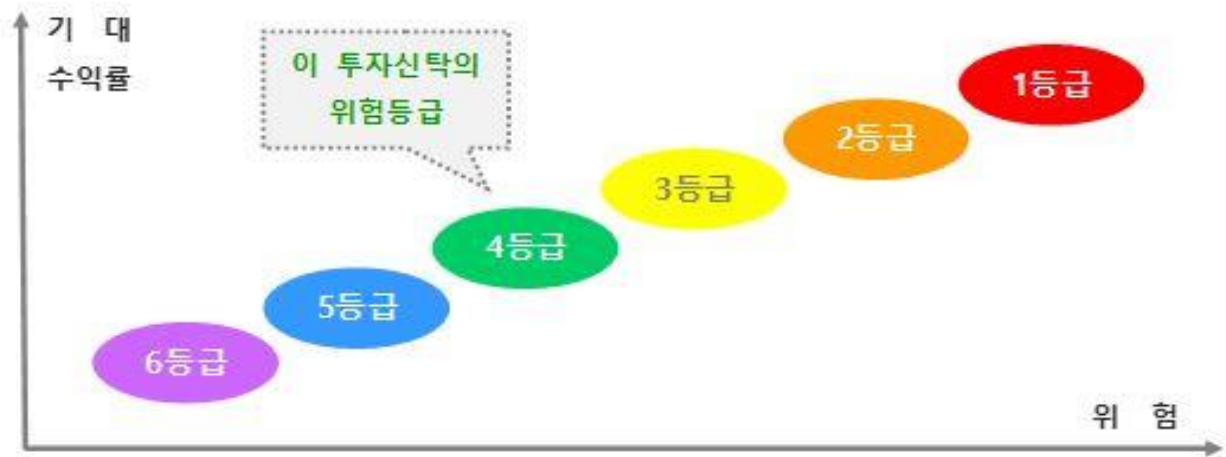 기 대
수익률
이 투자신탁의
위험등급
1등급
2등급
3등급
4등급
5등급
6등급
위 험